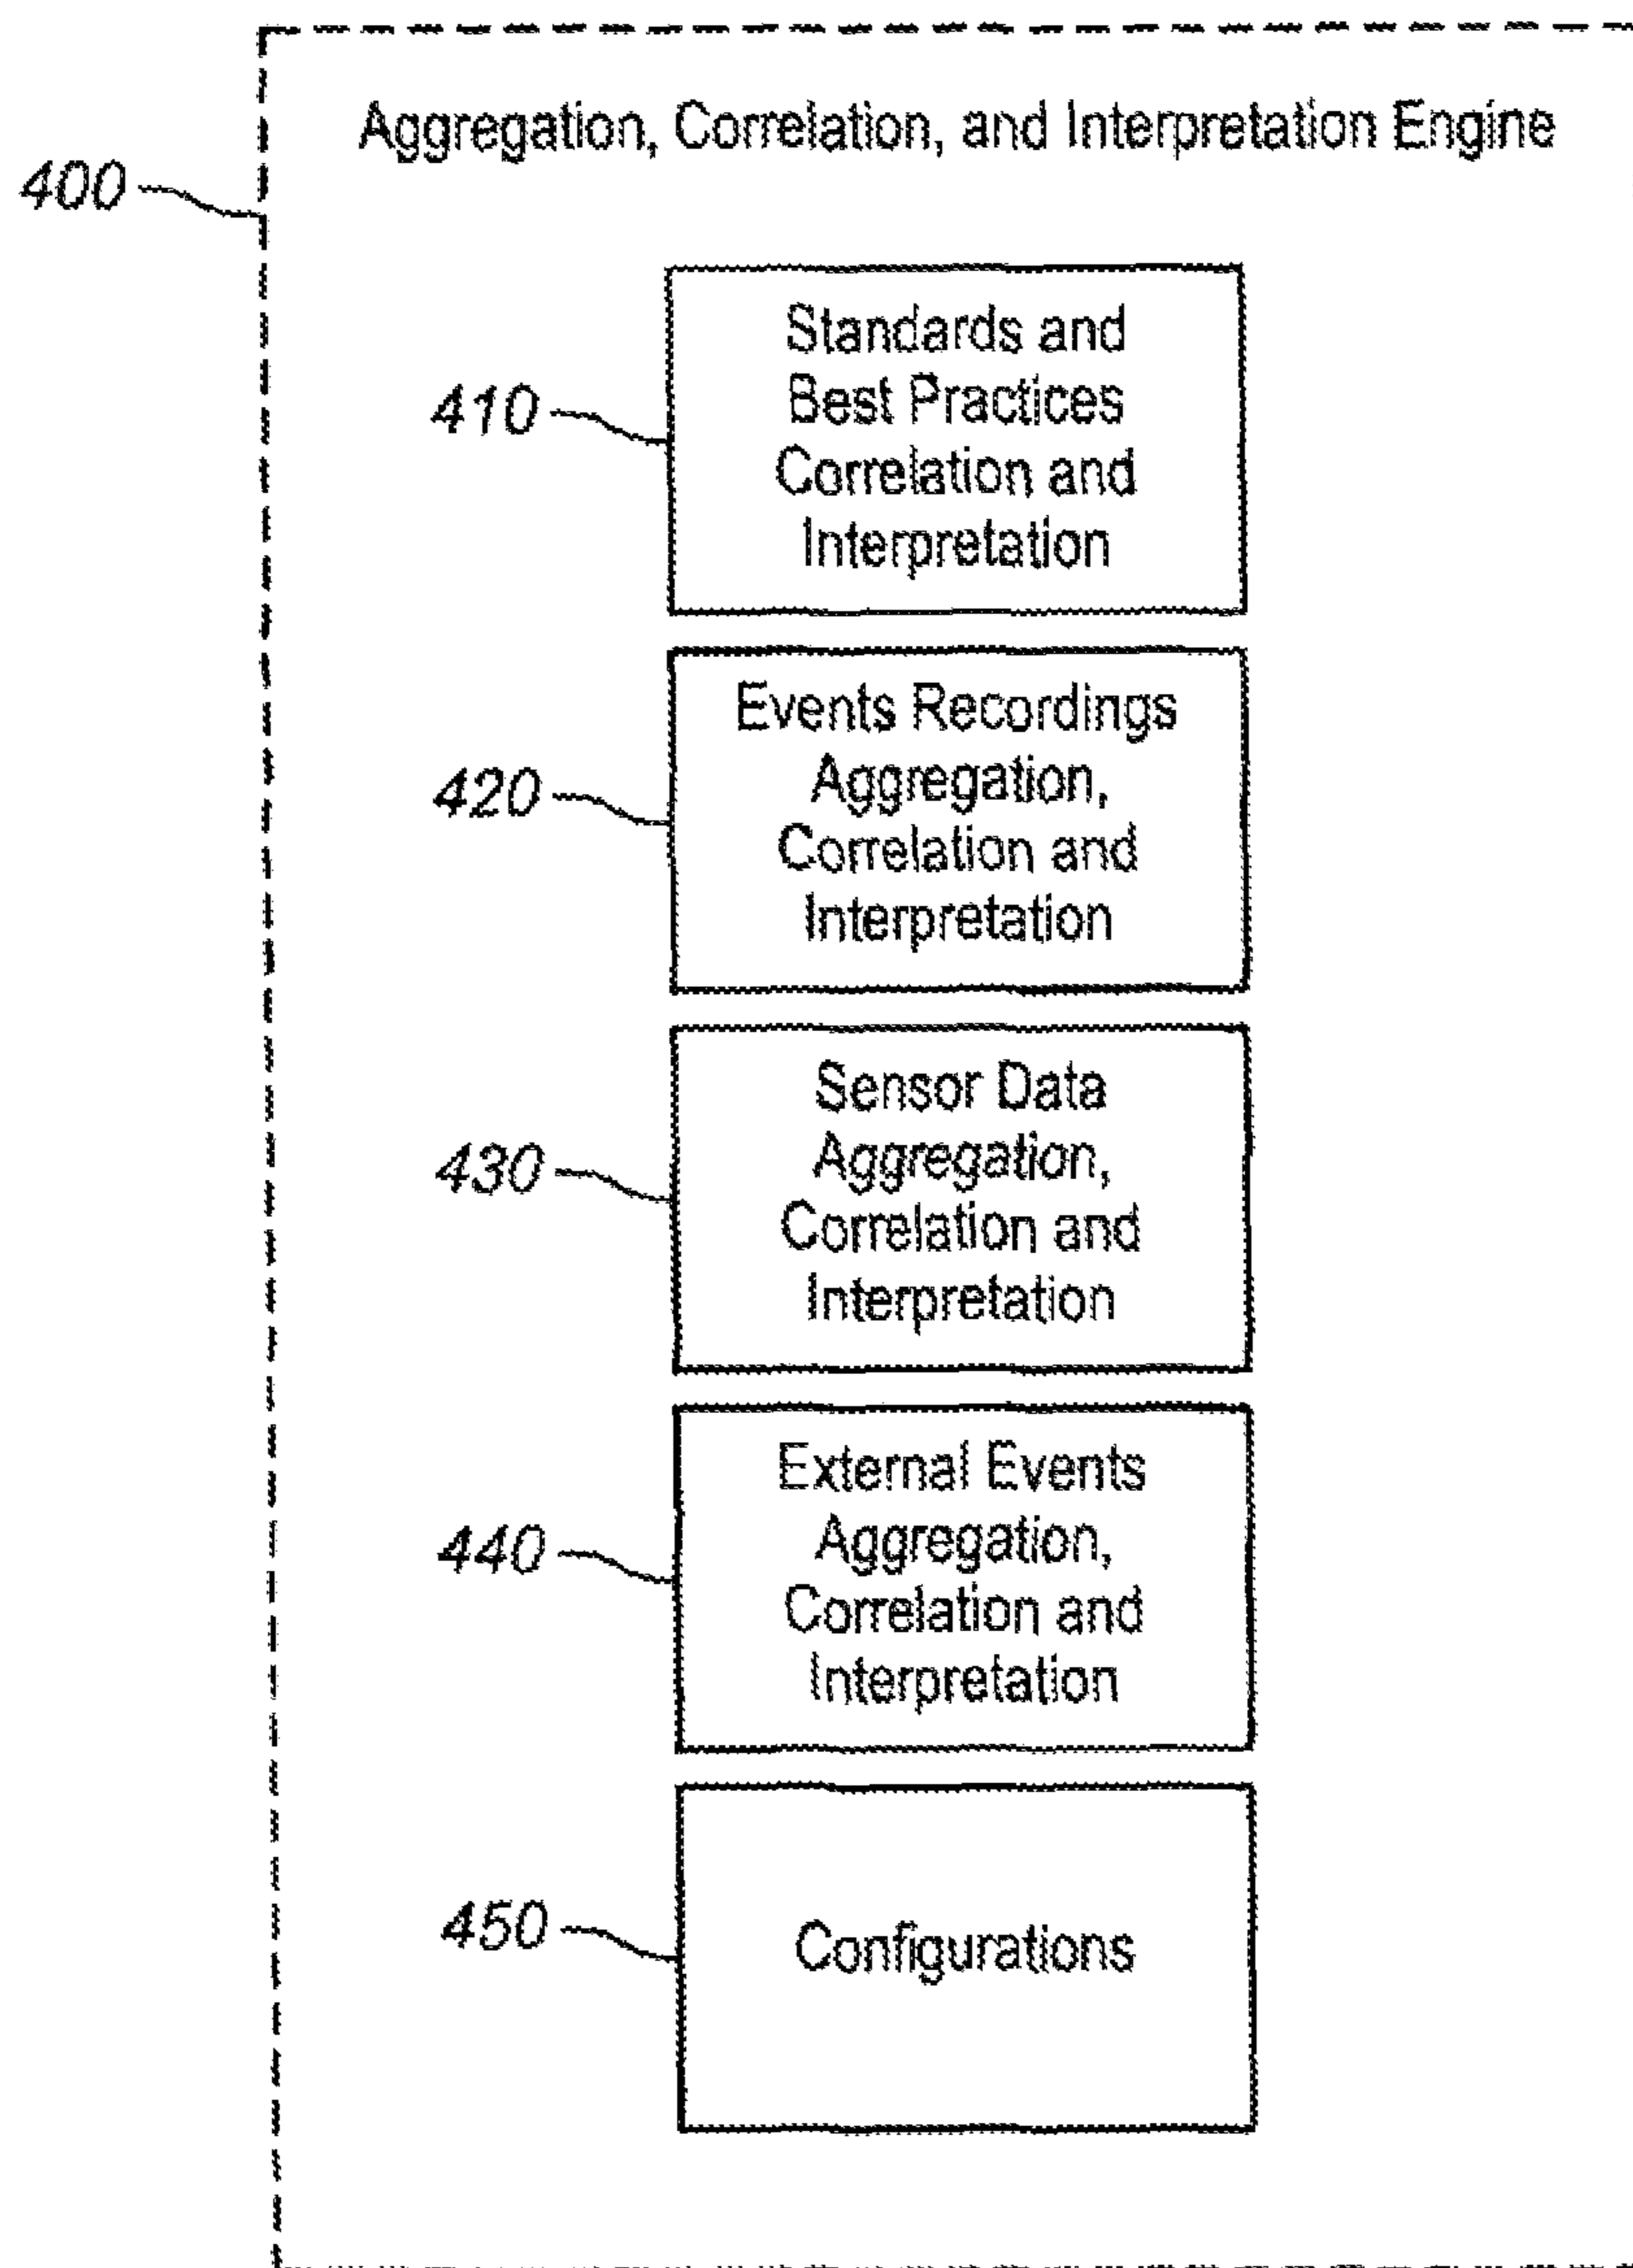 Aggregation, Correlation, and Interpretation Engine
400
410
Standards and
Best Practices
Correlation and
Interpretation
420
Events Recordings
Aggregation,
Correlation and
Interpretation
430
Sensor Data
Aggregation,
Correlation and
Interpretation
440
External Events
Aggregation,
Correlation and
Interpretation
450
Configurations